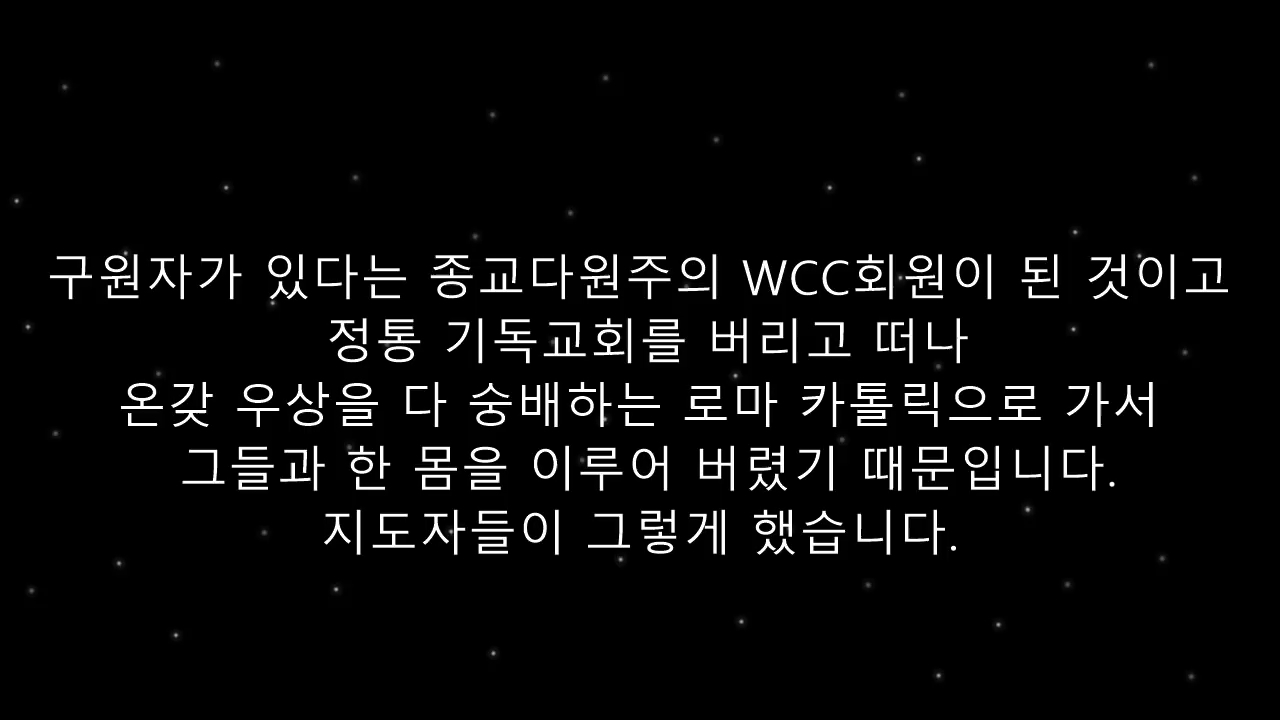 구원자가 있다는 종교다원주의 WCC회원이 된 것이고
정통 기독교회를 버리고 떠나
온갖 우상을 다 숭배하는 로마 카톨릭으로 가서
그들과 한 몸을 이루어 버렸기 때문입니다.
지도자들이 그렇게 했습니다.